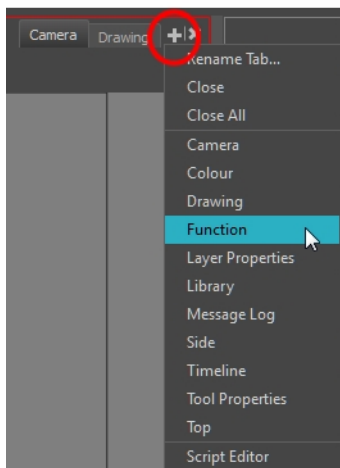 Camera Drawing
Rename Tab...
Close
Close All
Camera
Colour
Drawing
Function
Layer Properties
Library
Message Log
Side
Timeline
Tool Properties
Top
Script Editor